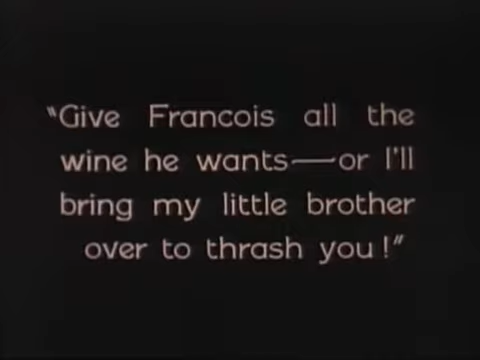 "Give Francois all the
wine he wants—or I'll
bring my little brother
over to thrash you!"